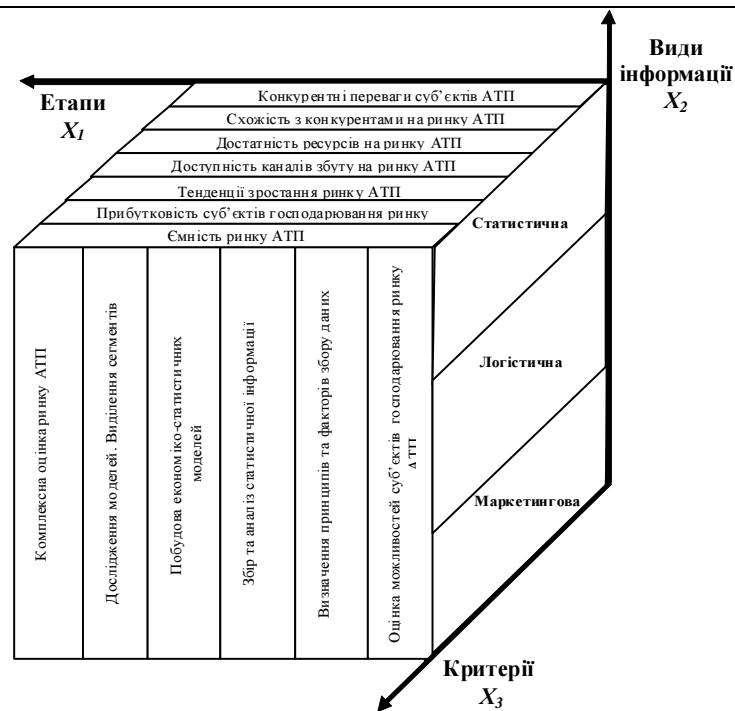 Види
інформації
X2
Етапи
X1
Конкурентні переваги суб’єктів АТП
Схожість з конкурентами на ринку АТП
Достатність ресурсів на ринку АТП
Доступність каналів збуту на ринку АТП
Тенденції зростання ринку АТП
Прибутковість суб’єктів господарювання ринку
Ємність ринку АТП
Статистична
Логістична
Маркетингова
Комплексна оцінкаринку АТП
Дослідження моделей. Виділення сегментів
Побудова економіко-статистичних
моделей
Збір та аналіз статистичної інформації
Визначення принципів та факторів збору даних
Оцінка можливостей суб’єктів господарювання ринку
АТП
Критерії
X3